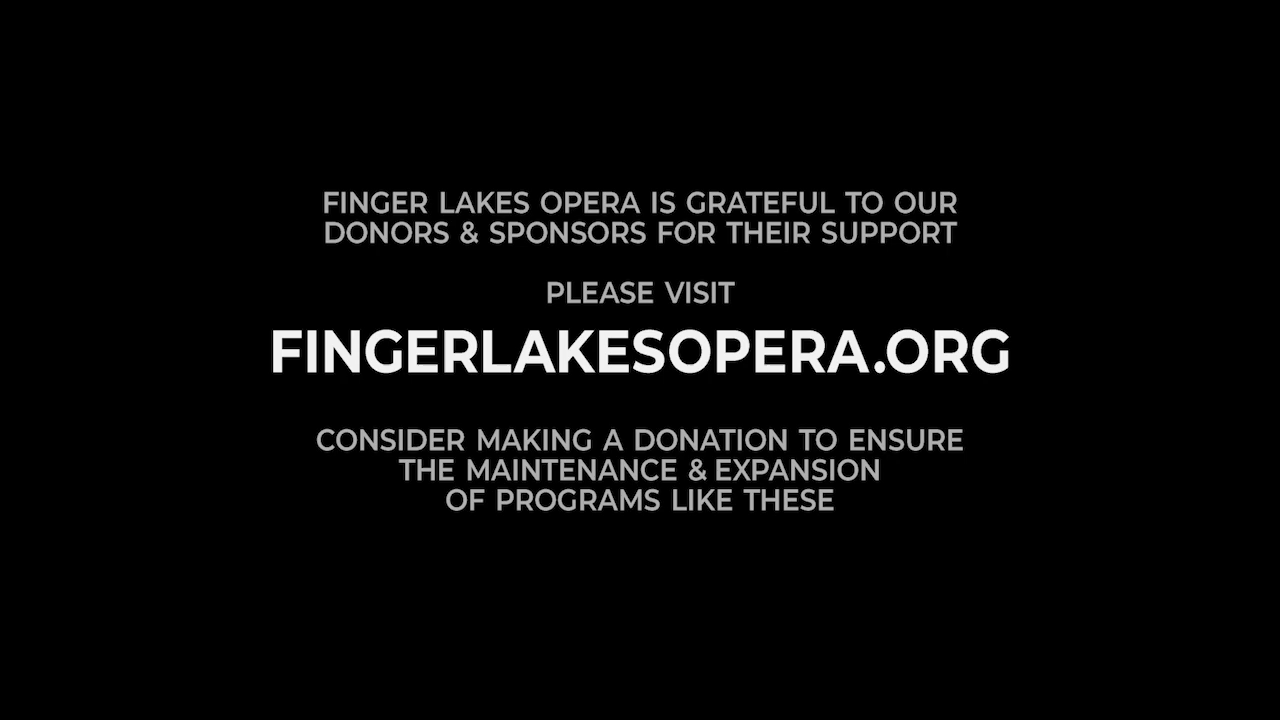 FINGER LAKES OPERA IS GRATEFUL TO OUR
DONORS & SPONSORS FOR THEIR SUPPORT
PLEASE VISIT
FINGERLAKESOPERA.ORG
CONSIDER MAKING A DONATION TO ENSURE
THE MAINTENANCE & EXPANSION
OF PROGRAMS LIKE THESE